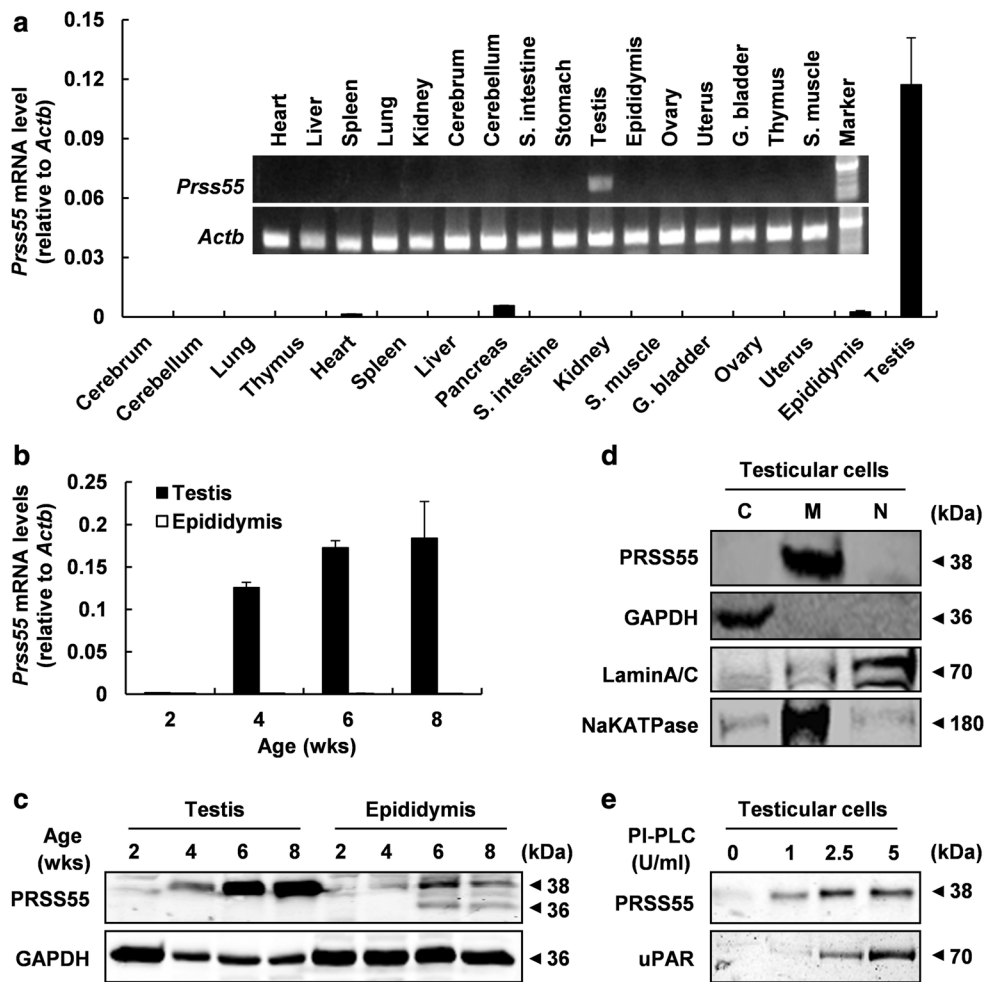 a
Prss55 mRNA level
(relative to Actb)
0.15
0.12
0.09
0.06
0.03
0
Heart
Liver
Spleen
Lung
Kidney
Cerebrum
Cerebellum
S. intestine
Stomach
Testis
Epididymis
Ovary
Uterus
G. bladder
Thymus
S. muscle
Marker
Prss55
Actb
Cerebrum
Cerebellum
Lung
Thymus
Heart
Spleen
Liver
Pancreas
S. intestine
Kidney
S. muscle
G. bladder
Ovary
Uterus
Epididymis
Testis
b
Prss55 mRNA levels
(relative to Actb)
0.25
0.2
0.15
0.1
0.05
0
Testis
Epididymis
2 4 6 8
Age (wks)
c
Testis Epididymis
Age
(wks) 2 4 6 8 2 4 6 8 (kDa)
PRSS55 38
36
GAPDH 36
d
Testicular cells
C M N (kDa)
PRSS55 38
GAPDH 36
LaminA/C 70
NaKATPase 180
e
Testicular cells
PI-PLC
(U/ml) 0 1 2.5 5 (kDa)
PRSS55 38
uPAR 70